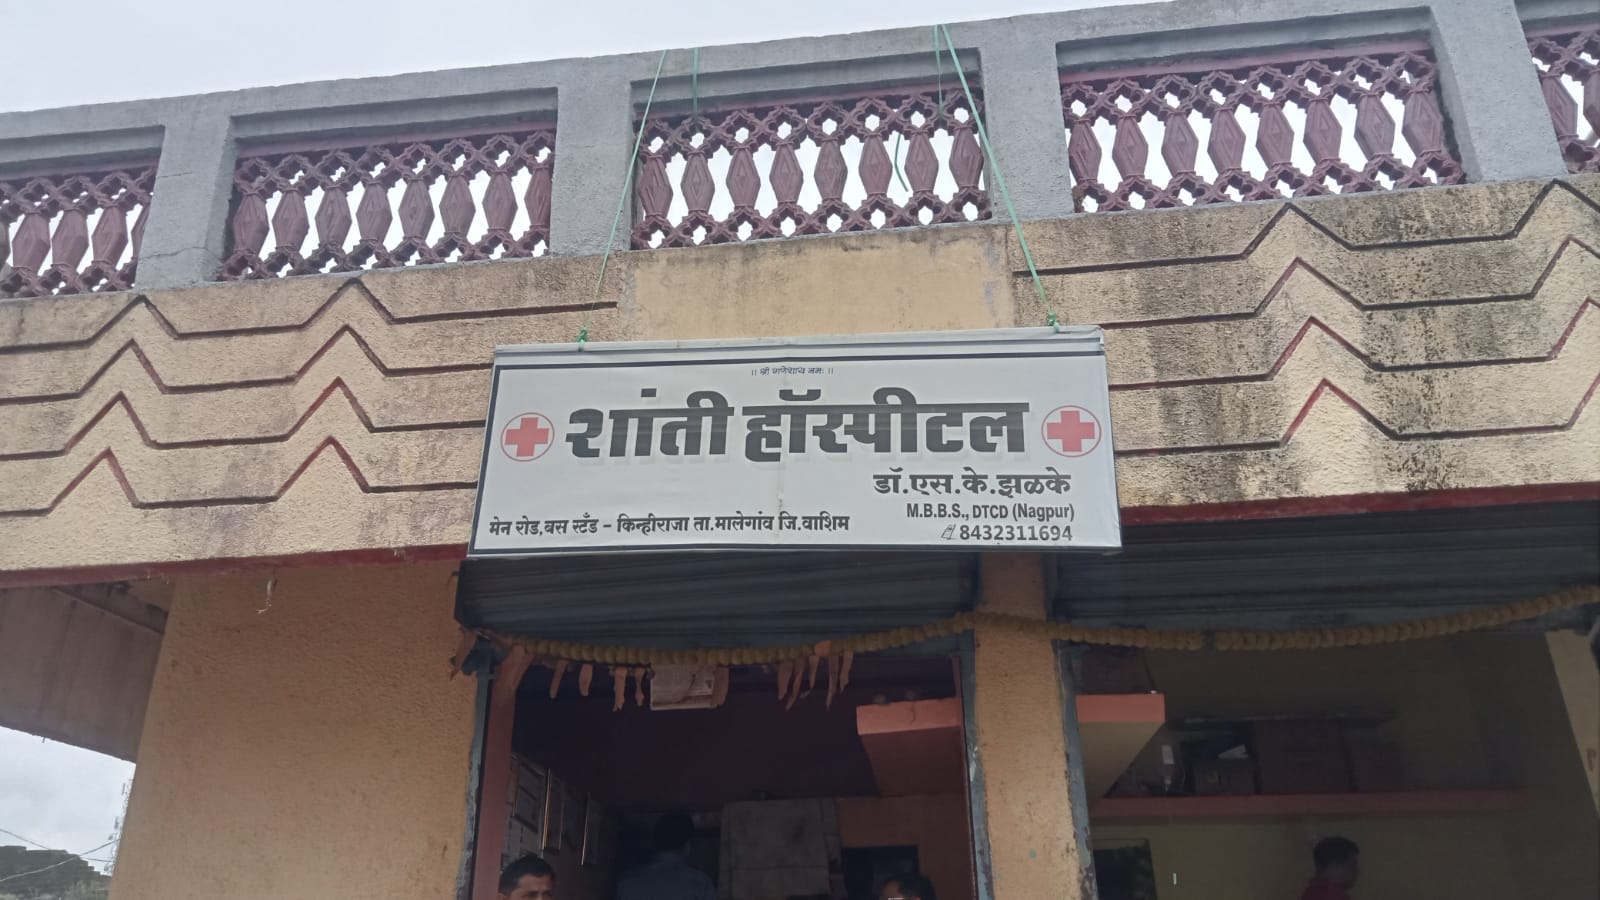 ।। श्री गणेशाय नमः ।।
शांती हॉस्पीटल
डॉ.एस.के.झळके
M.B.B.S., DTCD (Nagpur)
मेन रोड,बस स्टँड - किन्हीराजा ता.मालेगांव जि.वाशिम
8432311694